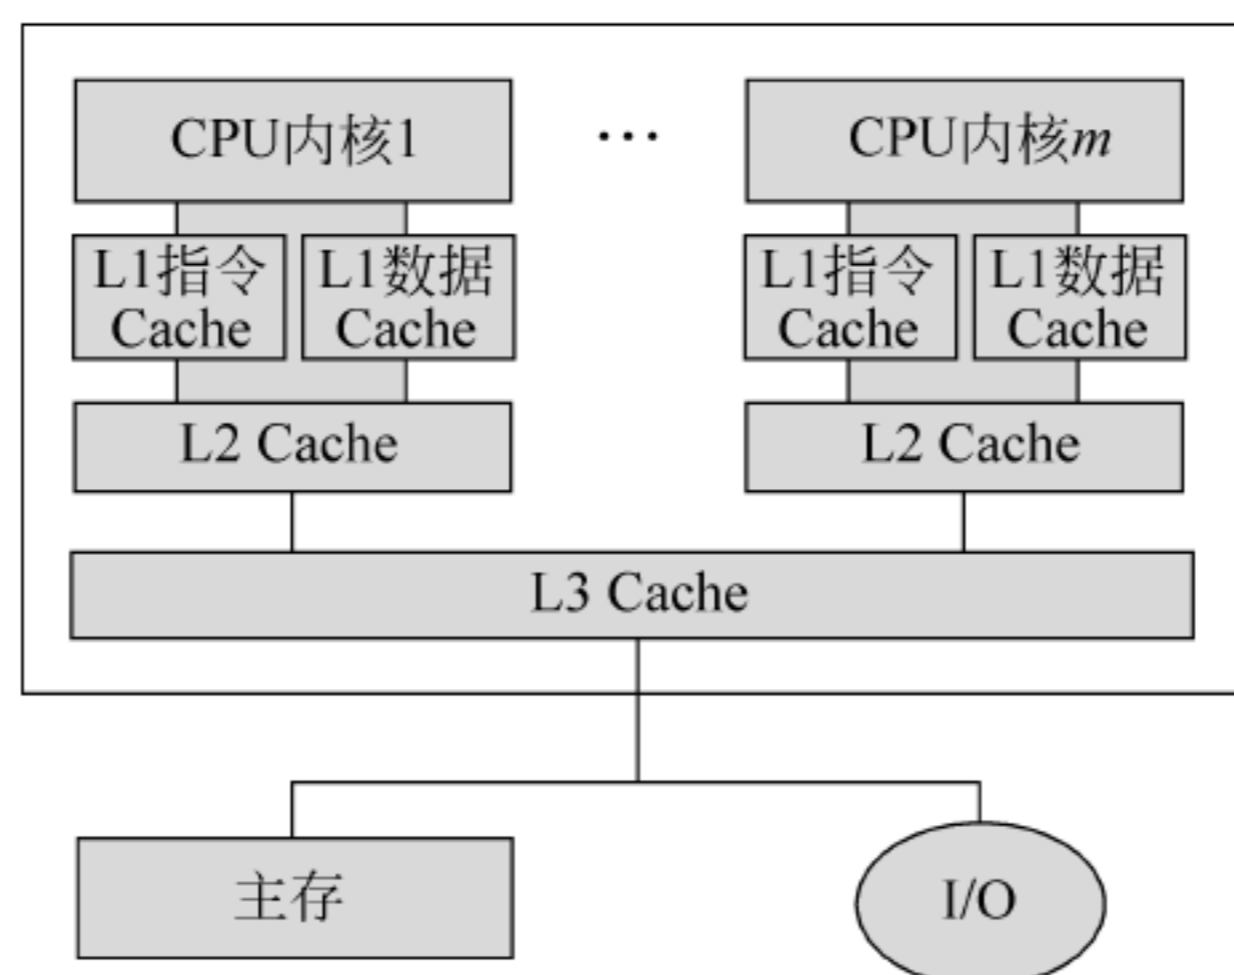 CPU内核1
…
CPU内核m
L1指令
Cache
L1数据
Cache
L1指令
Cache
L1数据
Cache
L2 Cache
L2 Cache
L3 Cache
主存
I/O